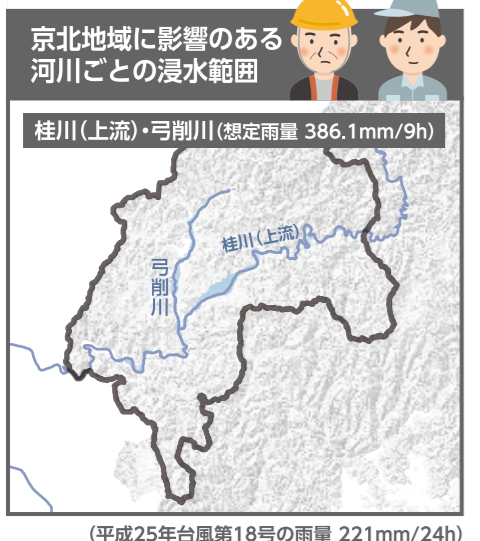 京北地域に影響のある
河川ごとの浸水範囲
桂川（上流）・弓削川（想定雨量 386.1mm/9h）
桂川（上流）
弓削川
（平成25年台風第18号の雨量 221mm/24h）